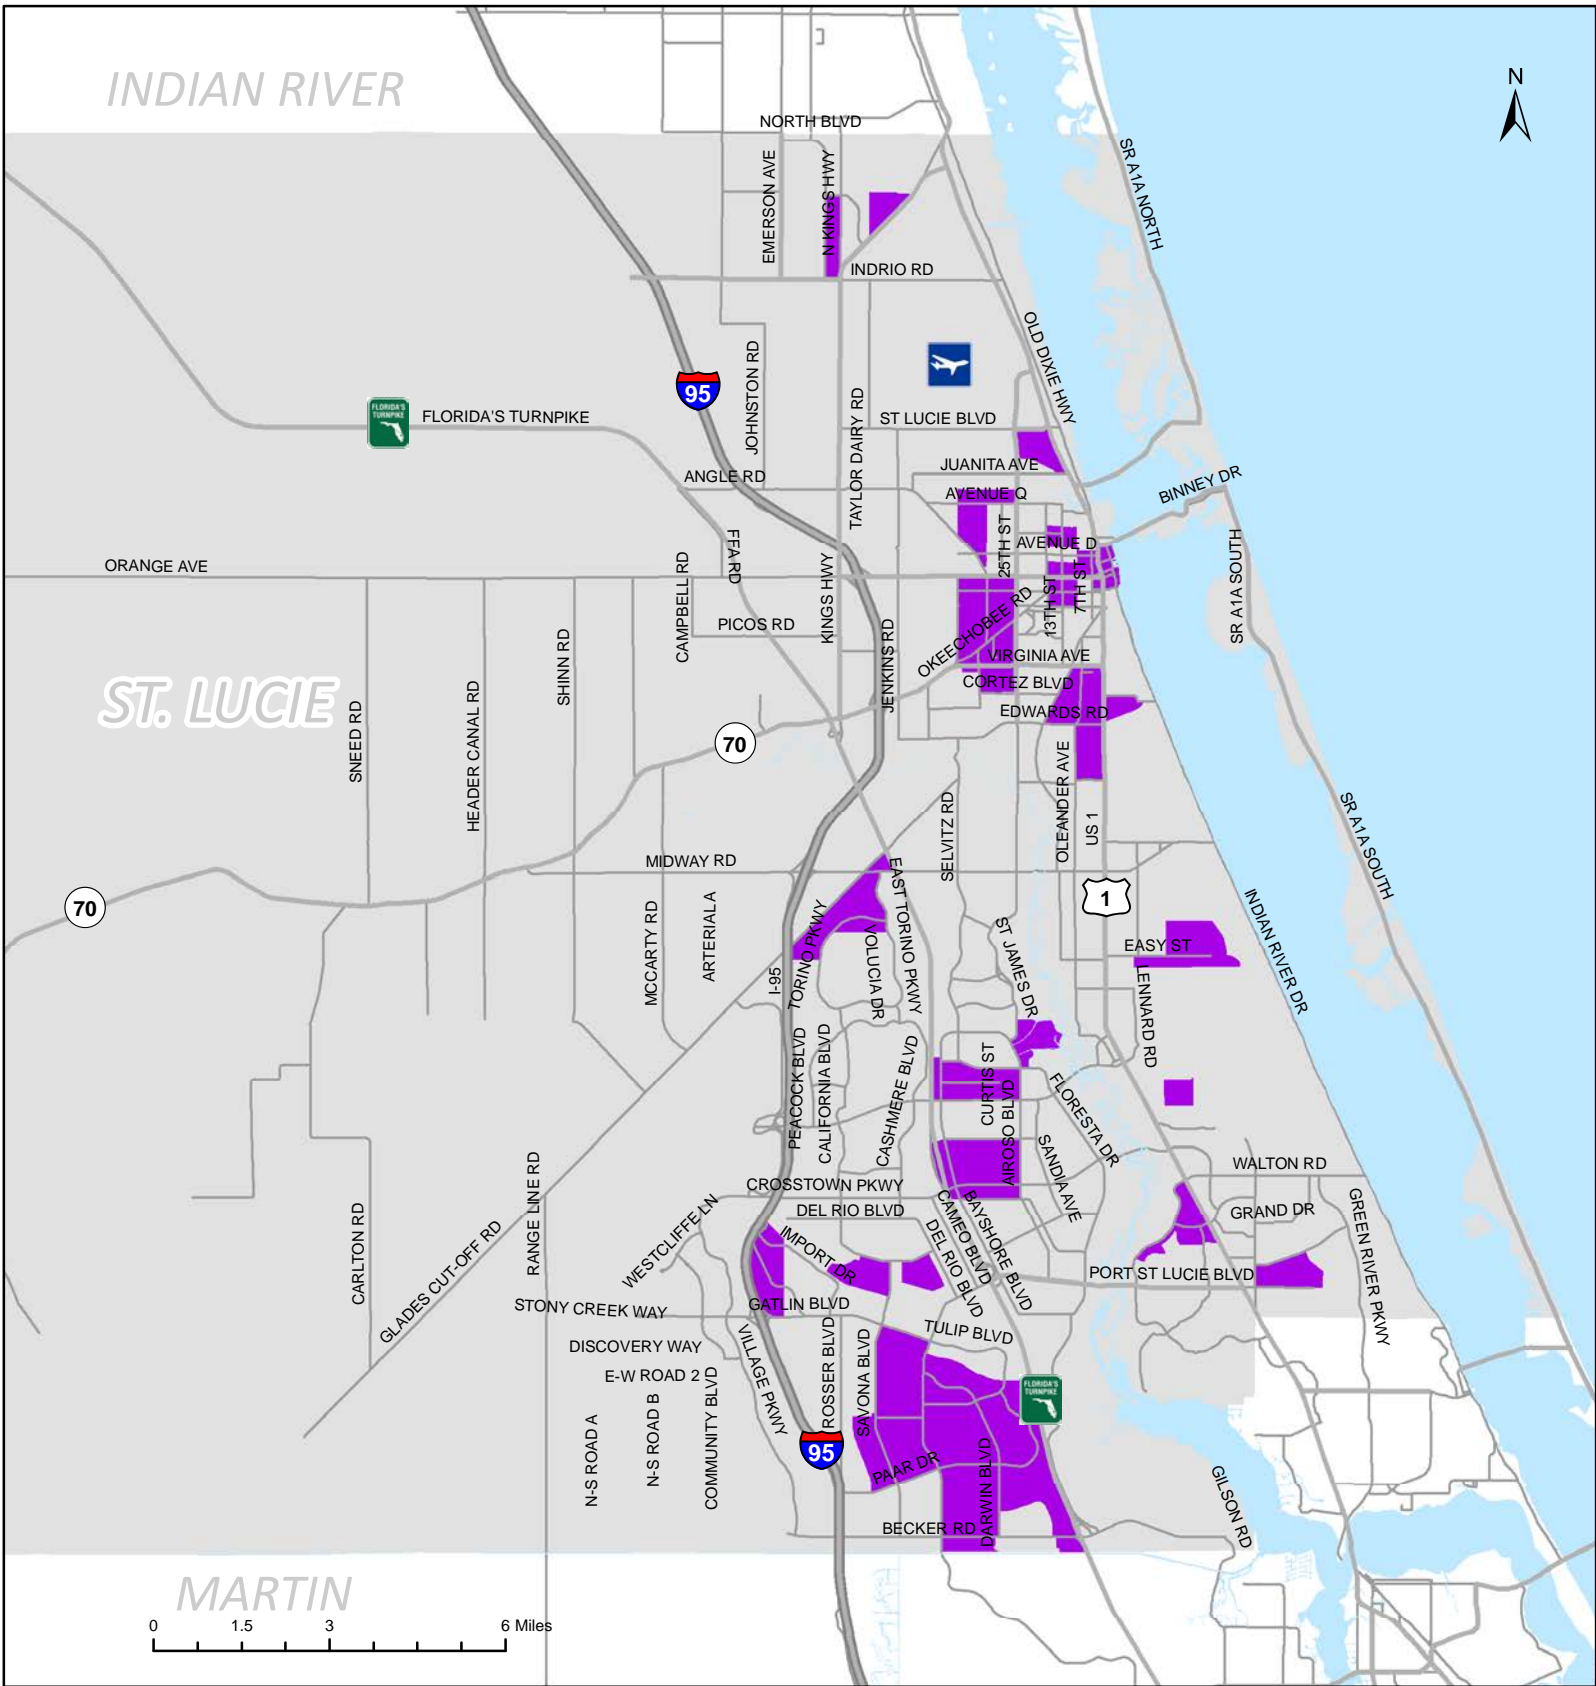 INDIAN RIVER
N
NORTH BLVD
SR A1A NORTH
EMERSON AVE
N KINGS HWY
INDRIO RD
OLD DIXIE HWY
JOHNSTON RD
95
TAYLOR DAIRY RD
FLORIDA'S TURNPIKE
FLORIDA'S TURNPIKE
ST LUCIE BLVD
JUANITA AVE
ANGLE RD
BINNEY DR
AVENUE Q
25TH ST
AVENUE D
FFA RD
ORANGE AVE
CAMPBELL RD
KINGS HWY
13TH ST
7TH ST
SR A1A SOUTH
PICOS RD
OKEECHOBEE RD
JENKINS RD
SHINN RD
VIRGINIA AVE
CORTEZ BLVD
ST. LUCIE
SNEED RD
HEADER CANAL RD
EDWARDS RD
70
OLEANDER AVE
US 1
SELVITZ RD
SR A1A SOUTH
MIDWAY RD
70
MCCARTY RD
ARTERIAL A
EAST TORINO PKWY
1
INDIAN RIVER DR
TORINO PKWY
VOLUCIA DR
ST JAMES DR
EASY ST
I-95
LENNARD RD
PEACOCK BLVD
CALIFORNIA BLVD
CASHMERE BLVD
CURTIS ST
AIROSO BLVD
FLORESTA DR
SANDIA AVE
WALTON RD
RANGE LINE RD
CROSSTOWN PKWY
CARLTON RD
GLADES CUT-OFF RD
WESTCLIFFE LN
DEL RIO BLVD
CAMEO BLVD
BAYSHORE BLVD
GRAND DR
GREEN RIVER PKWY
IMPORT DR
DEL RIO BLVD
PORT ST LUCIE BLVD
STONY CREEK WAY
GATLIN BLVD
DISCOVERY WAY
VILLAGE PKWY
ROSSER BLVD
SAVONA BLVD
TULIP BLVD
E-W ROAD 2
N-S ROAD A
N-S ROAD B
COMMUNITY BLVD
FLORIDA'S TURNPIKE
95
PAAR DR
DARWIN BLVD
GILSON RD
BECKER RD
MARTIN
0 1.5 3 6 Miles